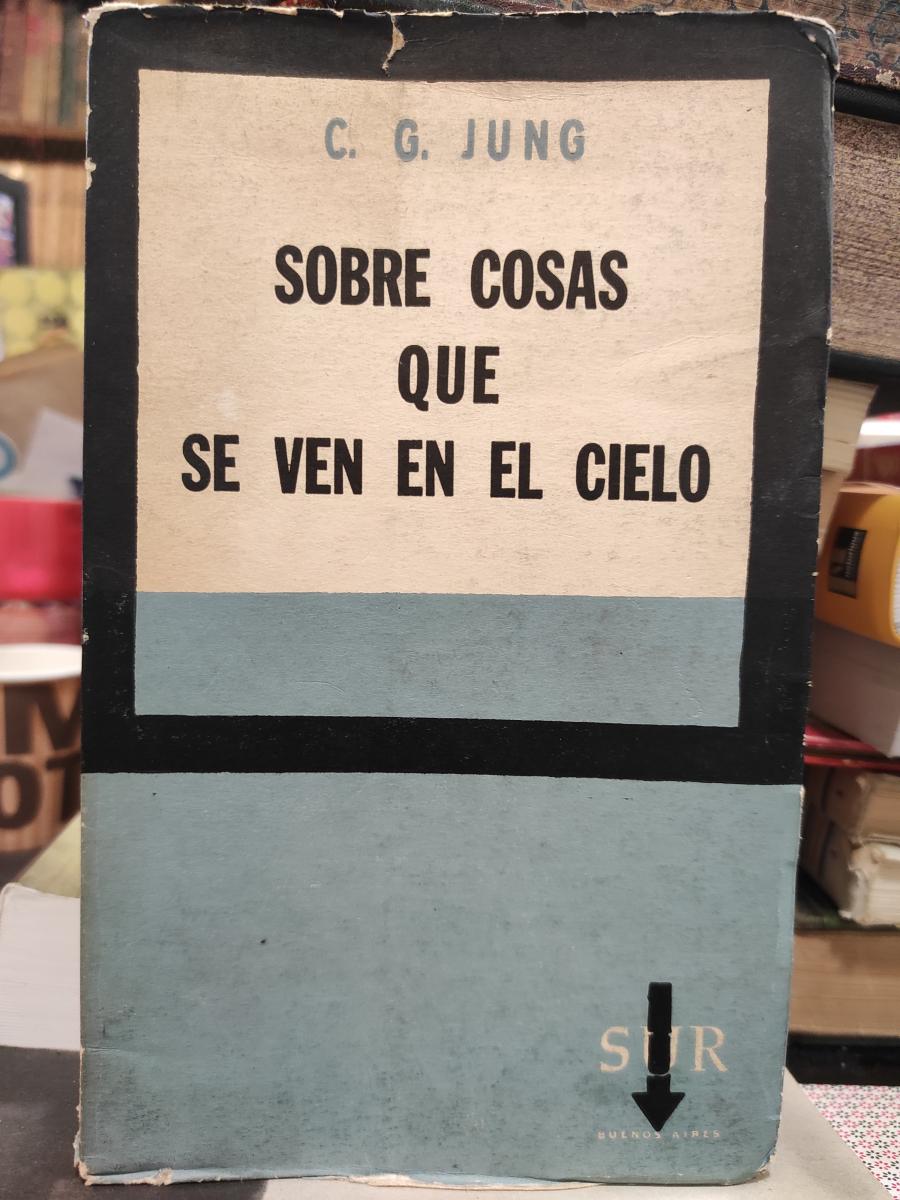 C. G. JUNG
SOBRE COSAS
QUE
SE VEN EN EL CIELO
SUR
BUENOS AIRES